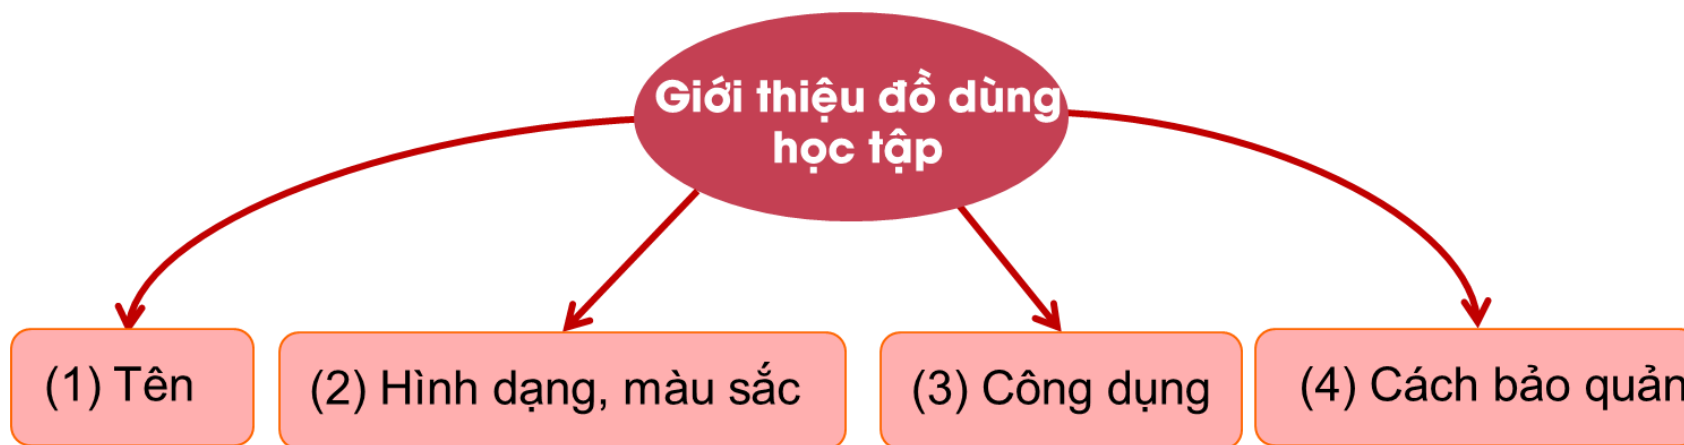 Giới thiệu đồ dùng
học tập
(1) Tên
(2) Hình dạng, màu sắc
(3) Công dụng
(4) Cách bảo quản